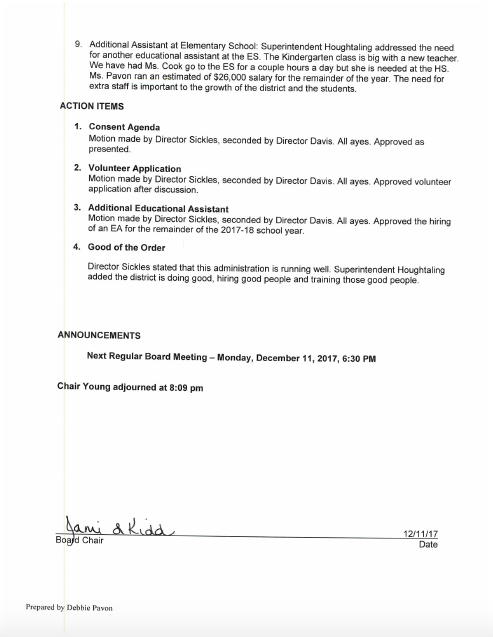 9. Additional Assistant at Elementary School: Superintendent Houghtaling addressed the need
for another educational assistant at the ES. The Kindergarten class is big with a new teacher.
We have had Ms. Cook go to the ES for a couple hours a day but she is needed at the HS.
Ms. Pavon ran an estimated of $26,000 salary for the remainder of the year. The need for
extra staff is important to the growth of the district and the students.
ACTION ITEMS
1. Consent Agenda
Motion made by Director Sickles, seconded by Director Davis. All ayes. Approved as
presented.
2. Volunteer Application
Motion made by Director Sickles, seconded by Director Davis. All ayes. Approved volunteer
application after discussion.
3. Additional Educational Assistant
Motion made by Director Sickles, seconded by Director Davis. All ayes. Approved the hiring
of an EA for the remainder of the 2017-18 school year.
4. Good of the Order
Director Sickles stated that this administration is running well. Superintendent Houghtaling
added the district is doing good, hiring good people and training those good people.
ANNOUNCEMENTS
Next Regular Board Meeting – Monday, December 11, 2017, 6:30 PM
Chair Young adjourned at 8:09 pm
Jami & Kidd
12/11/17
Board Chair
Date
Prepared by Debbie Pavon